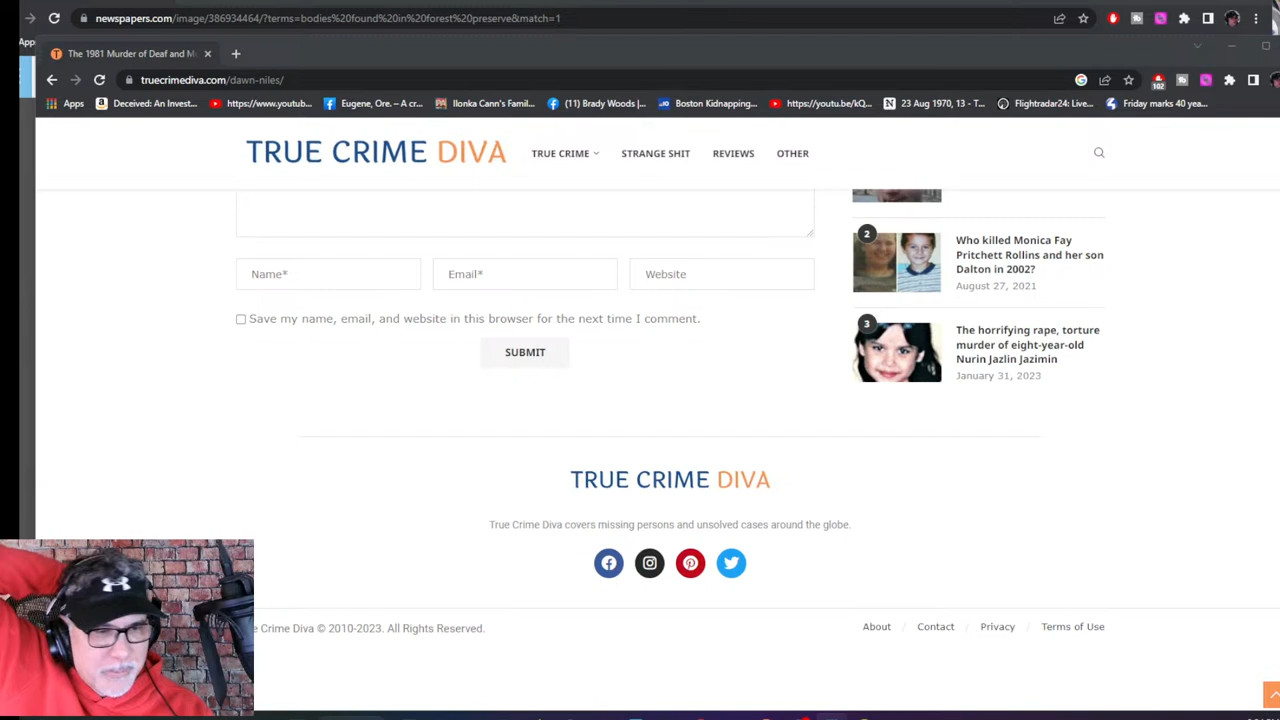 newspapers.com/image/386934464/?terms=bodies%20found%20in%20forest%20preserve&match=1
App
The 1981 Murder of Deaf and M
truecrimediva.com/dawn-niles/
102
Apps
Deceived: An Invest...
https://www.youtub...
Eugene, Ore. – A cr...
Ilonka Cann's Famil...
(11) Brady Woods |...
Boston Kidnapping...
https://youtu.be/kQ...
23 Aug 1970, 13 - T...
Flightradar24: Live...
Friday marks 40 yea...
TRUE CRIME DIVA
TRUE CRIME
STRANGE SHIT
REVIEWS
OTHER
Name*
Email*
Website
Save my name, email, and website in this browser for the next time I comment.
SUBMIT
2
Who killed Monica Fay
Pritchett Rollins and her son
Dalton in 2002?
August 27, 2021
3
The horrifying rape, torture
murder of eight-year-old
Nurin Jazlin Jazimin
January 31, 2023
TRUE CRIME DIVA
True Crime Diva covers missing persons and unsolved cases around the globe.
e Crime Diva © 2010-2023. All Rights Reserved.
About / Contact / Privacy / Terms of Use